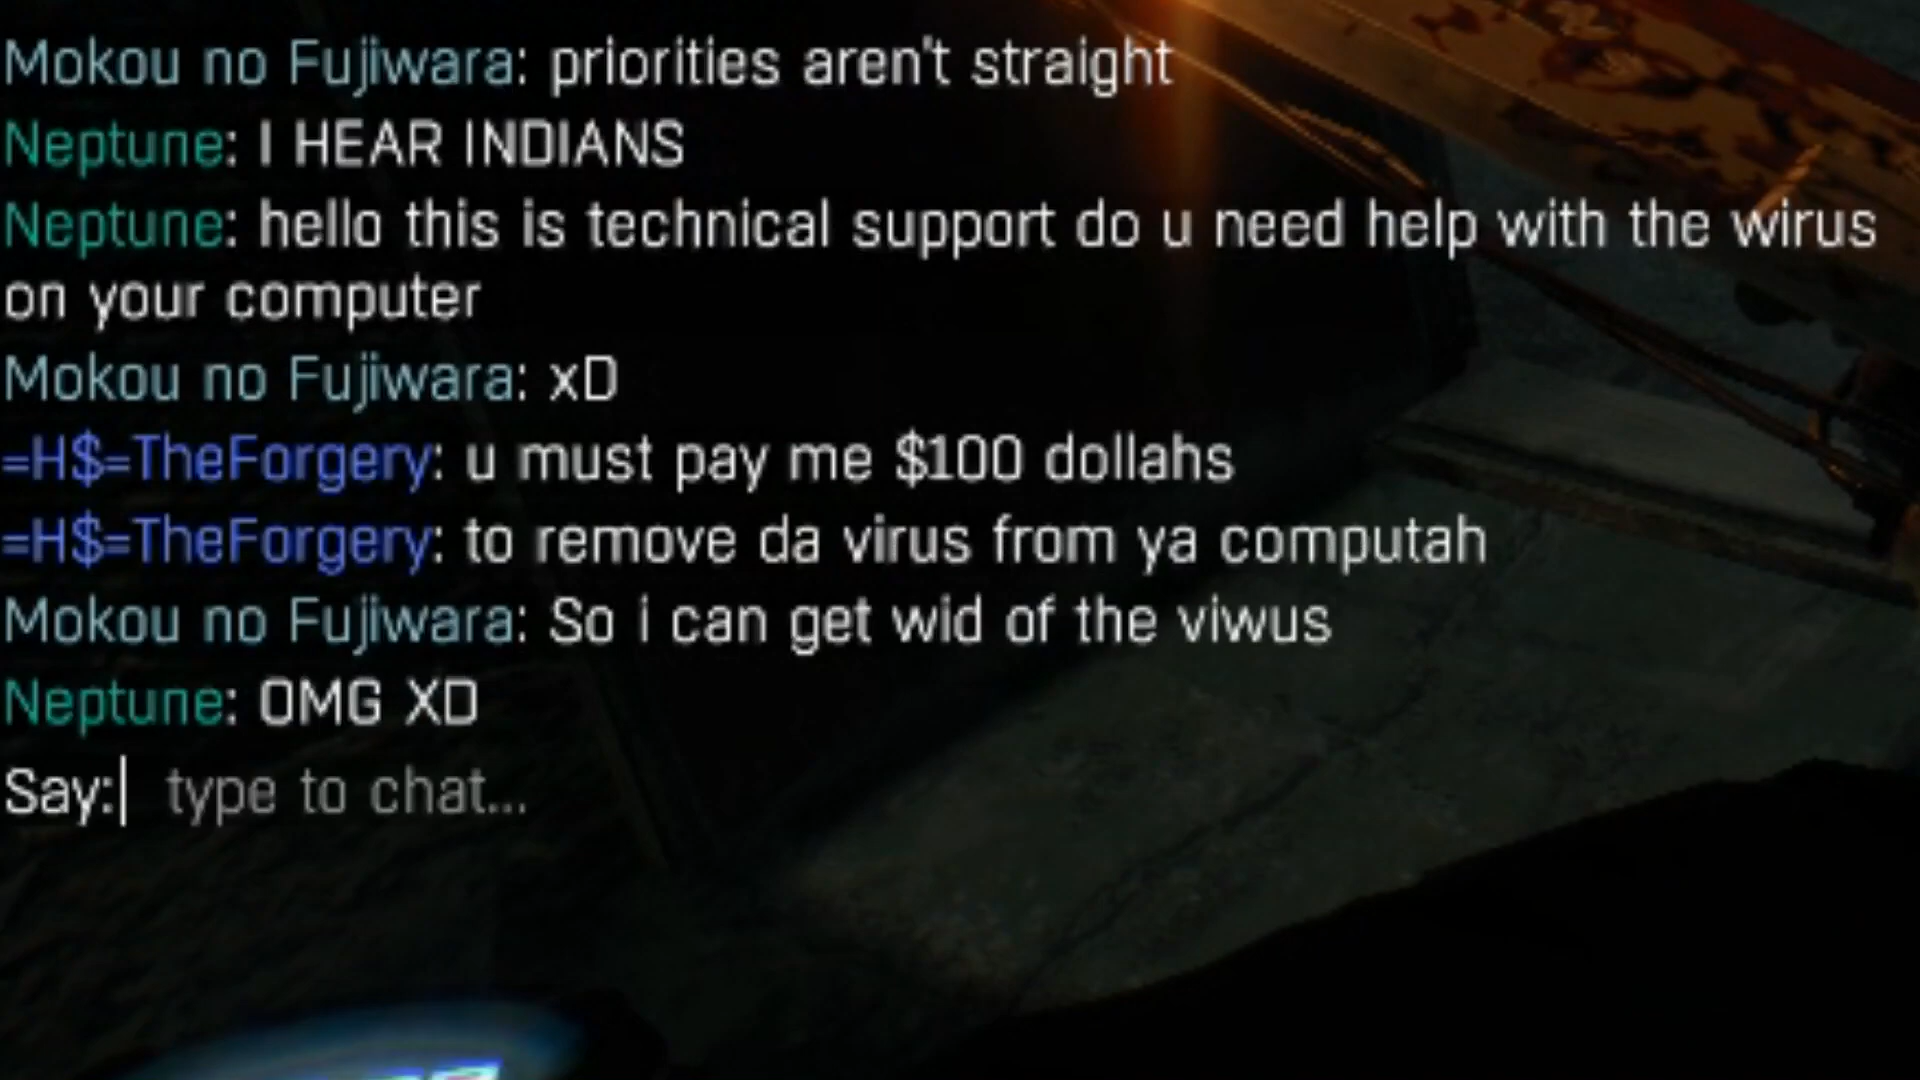 Mokou no Fujiwara: priorities aren't straight
Neptune: I HEAR INDIANS
Neptune: hello this is technical support do u need help with the wirus
on your computer
Mokou no Fujiwara: xD
=H$=TheForgery: u must pay me $100 dollahs
=H$=TheForgery: to remove da virus from ya computah
Mokou no Fujiwara: So i can get wid of the viwus
Neptune: OMG XD
Say: type to chat...